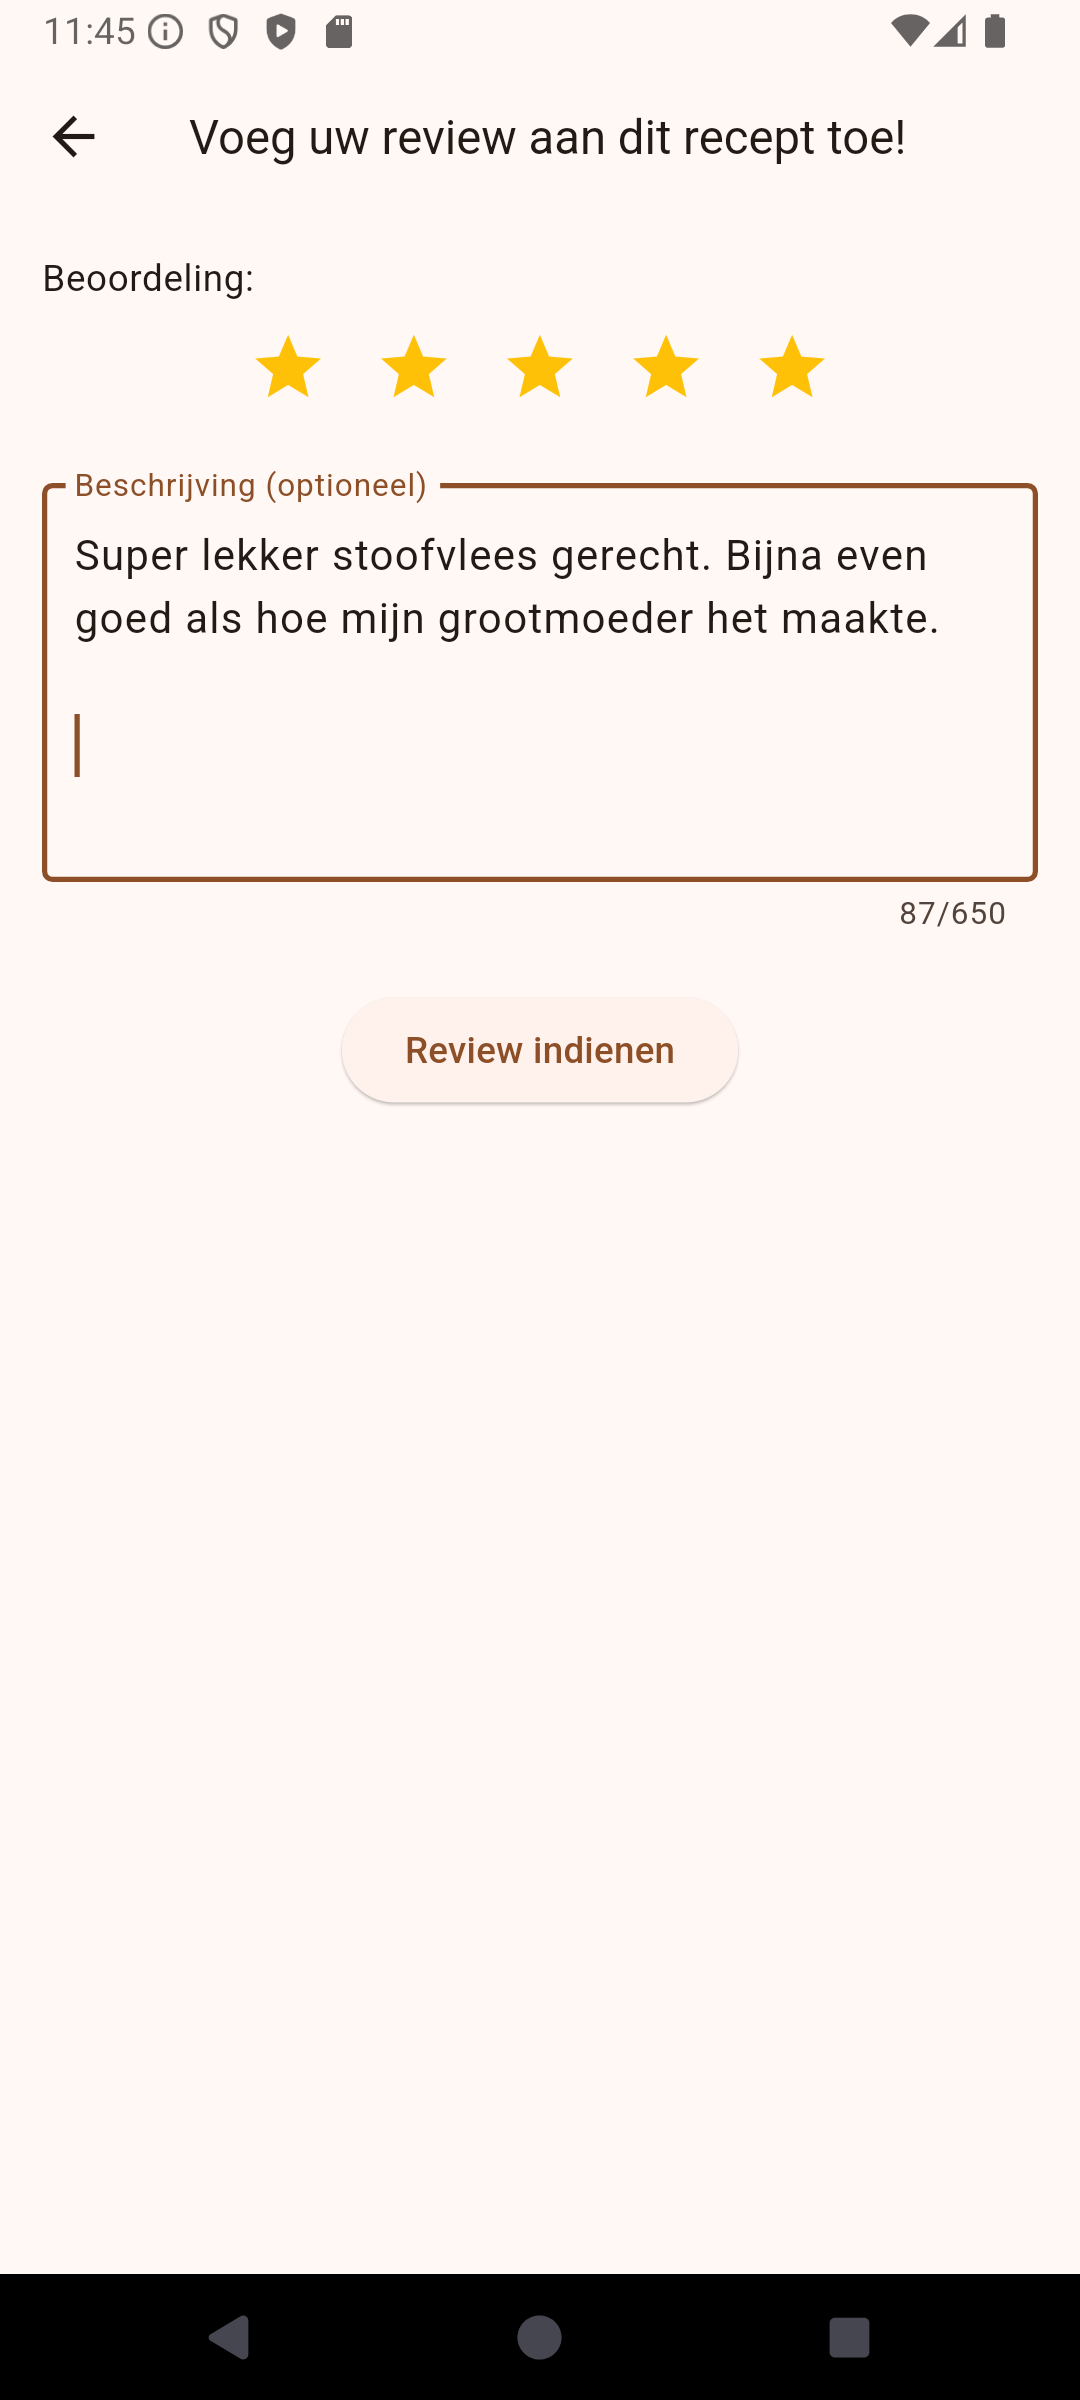 11:45
Voeg uw review aan dit recept toe!
Beoordeling:
Beschrijving (optioneel)
Super lekker stoofvlees gerecht. Bijna even
goed als hoe mijn grootmoeder het maakte.
87/650
Review indienen